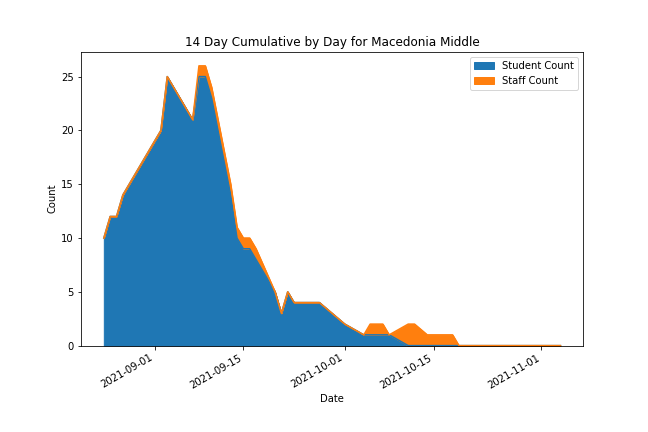 14 Day Cumulative by Day for Macedonia Middle
Student Count
Staff Count
Count
25
20
15
10
5
0
2021-09-01
2021-09-15
2021-10-01
2021-10-15
2021-11-01
Date